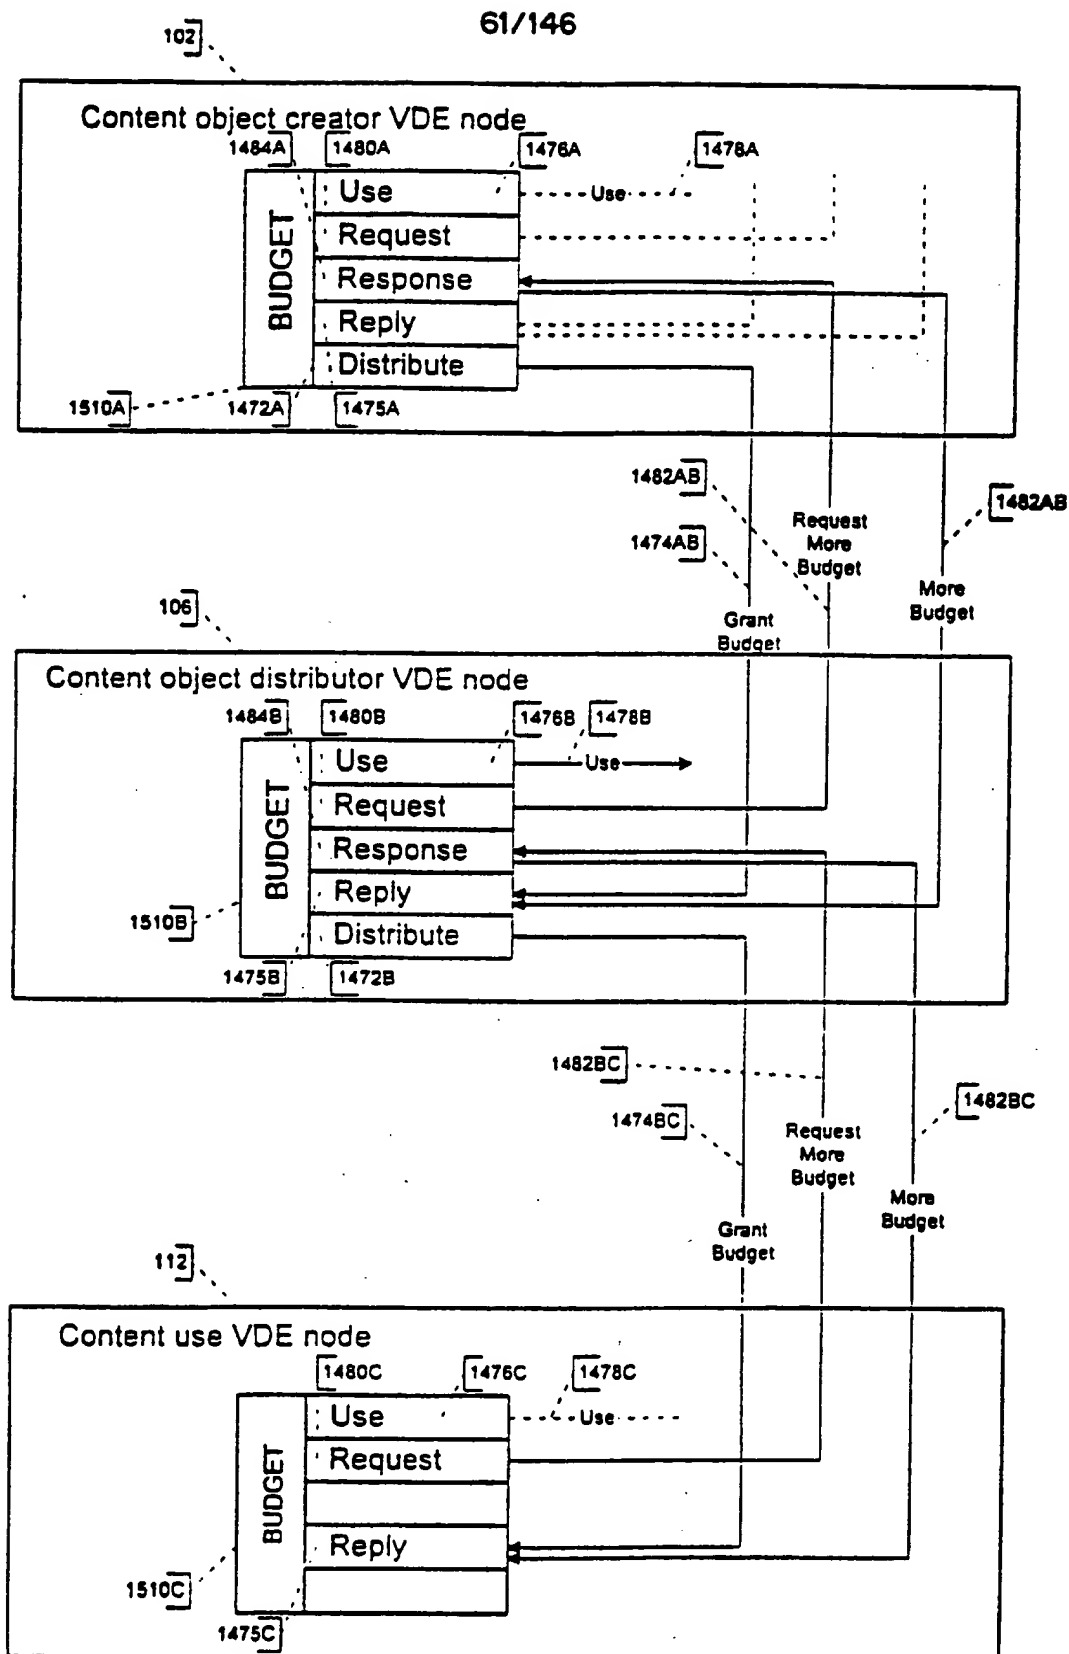 61/146
102
Content object creator VDE node
1484A 1480A 1476A 1478A
BUDGET
Use
Use
Request
Response
Reply
Distribute
1510A 1472A 1475A
1482AB
1482AB
Request
More
Budget
1474AB
More
Budget
106
Grant
Budget
Content object distributor VDE node
1484B 1480B 1476B 1478B
BUDGET
Use
Use
Request
Response
Reply
Distribute
1510B
1475B 1472B
1482BC
1482BC
1474BC
Request
More
Budget
More
Budget
Grant
Budget
112
Content use VDE node
1480C 1476C 1478C
BUDGET
Use
Use
Request
Reply
1510C
1475C